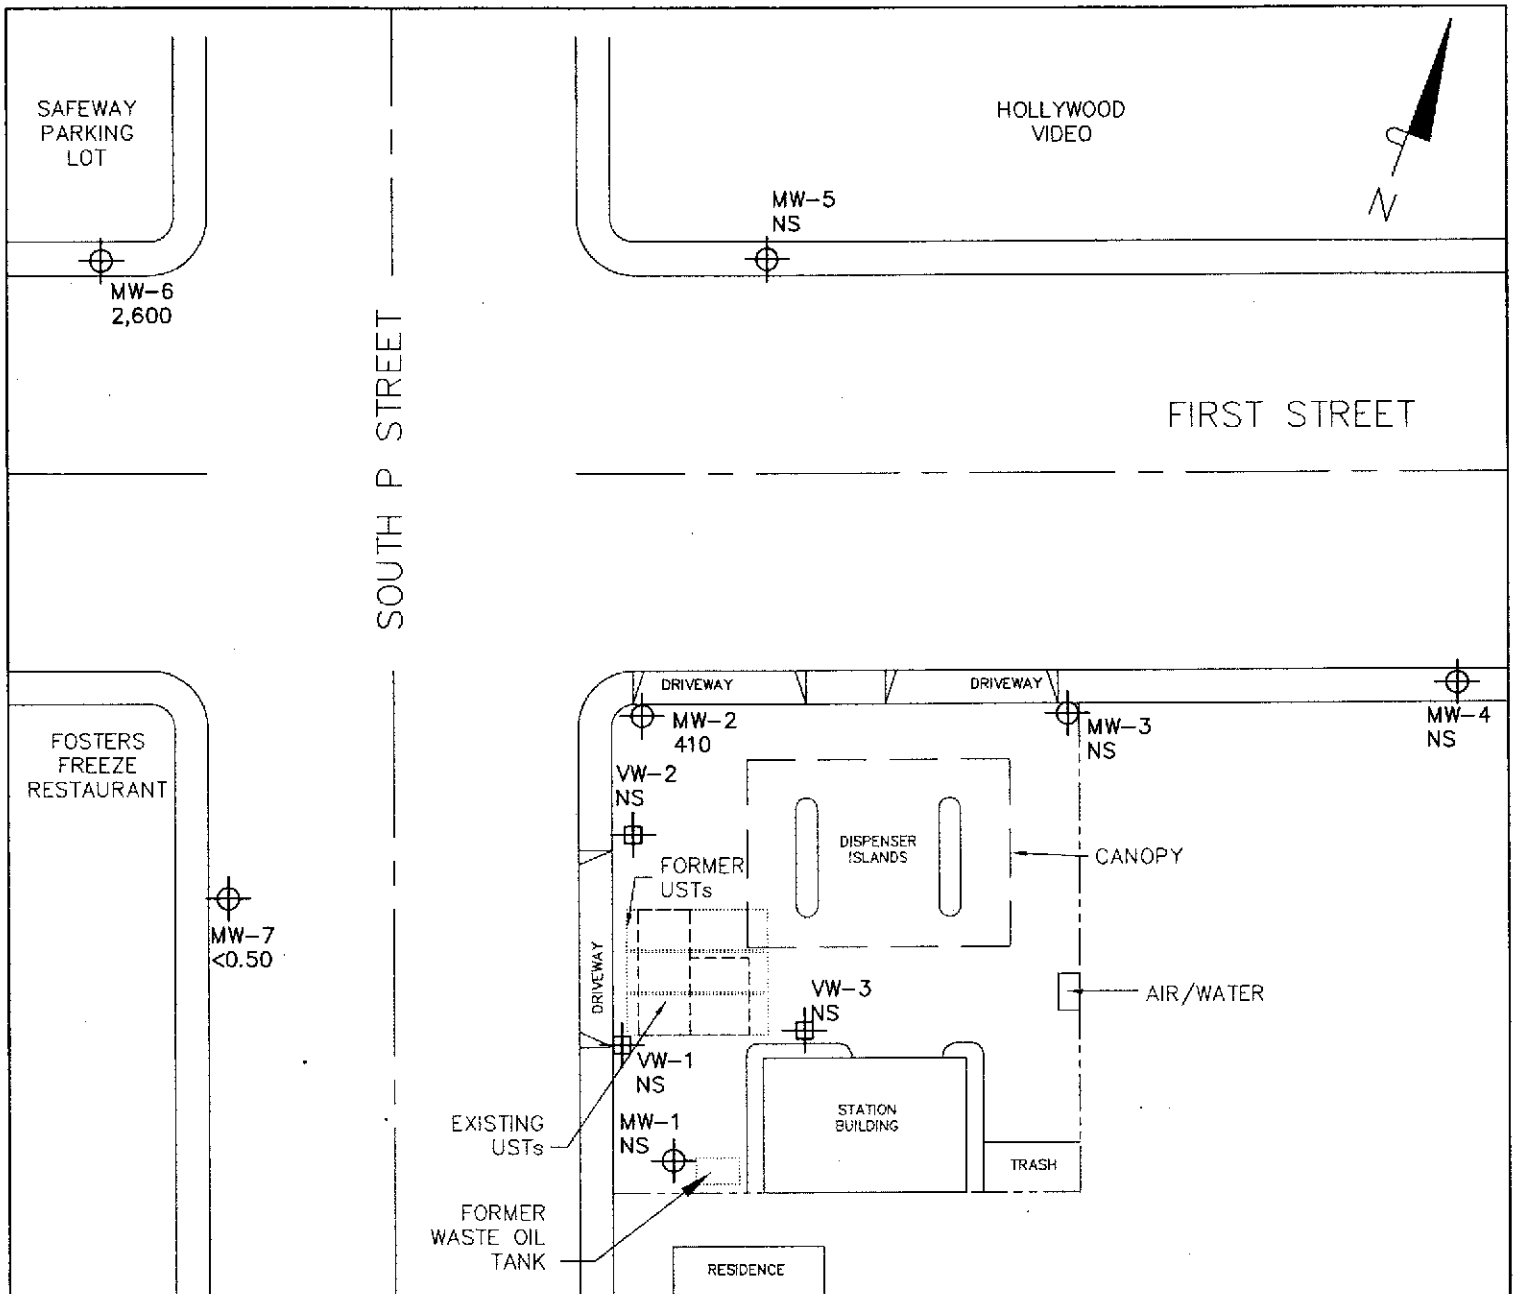 SAFEWAY
PARKING
LOT
HOLLYWOOD
VIDEO
N
MW-5
NS
MW-6
2,600
SOUTH P STREET
FIRST STREET
DRIVEWAY
DRIVEWAY
MW-2
410
MW-3
NS
MW-4
NS
FOSTERS
FREEZE
RESTAURANT
VW-2
NS
DISPENSER
ISLANDS
CANOPY
FORMER
USTs
MW-7
<0.50
DRIVEWAY
VW-3
NS
AIR/WATER
VW-1
NS
EXISTING
USTs
MW-1
NS
STATION
BUILDING
TRASH
FORMER
WASTE OIL
TANK
RESIDENCE